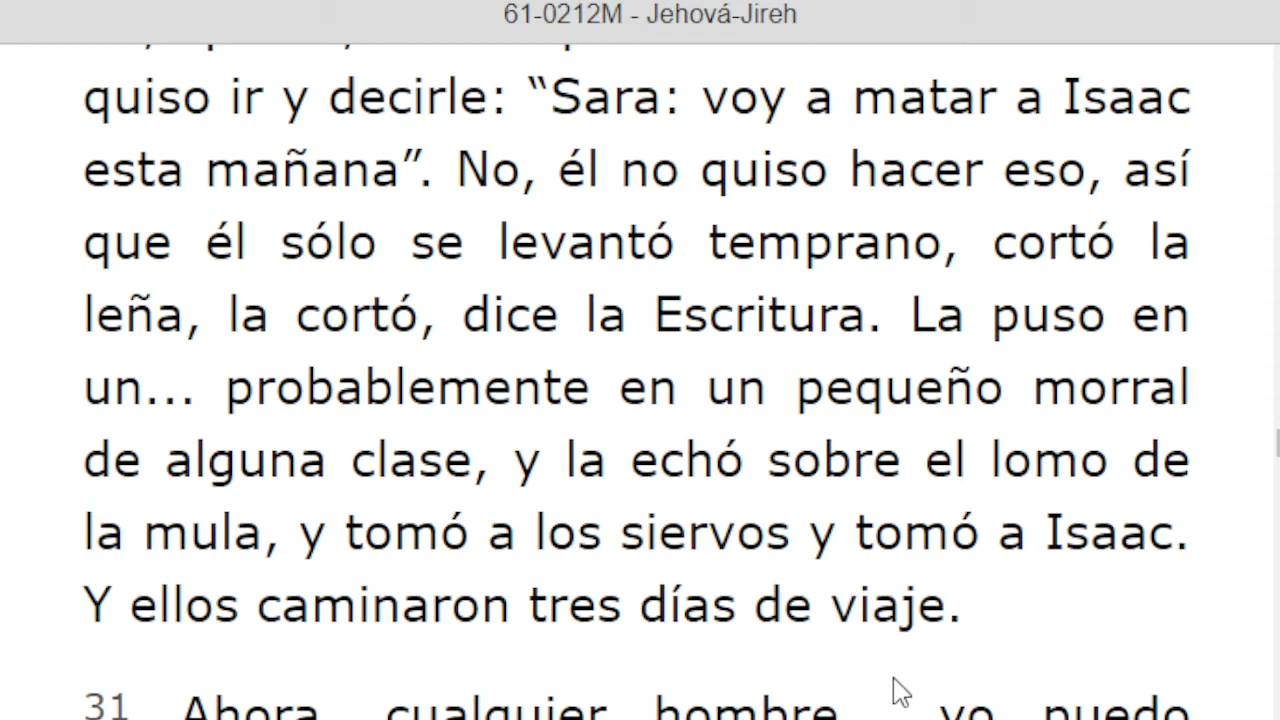 61-0212M - Jehová-Jireh
quiso ir y decirle: “Sara: voy a matar a Isaac
esta mañana”. No, él no quiso hacer eso, así
que él sólo se levantó temprano, cortó la
leña, la cortó, dice la Escritura. La puso en
un... probablemente en un pequeño morral
de alguna clase, y la echó sobre el lomo de
la mula, y tomó a los siervos y tomó a Isaac.
Y ellos caminaron tres días de viaje.
31 Ahora, cualquier hombre, yo puedo